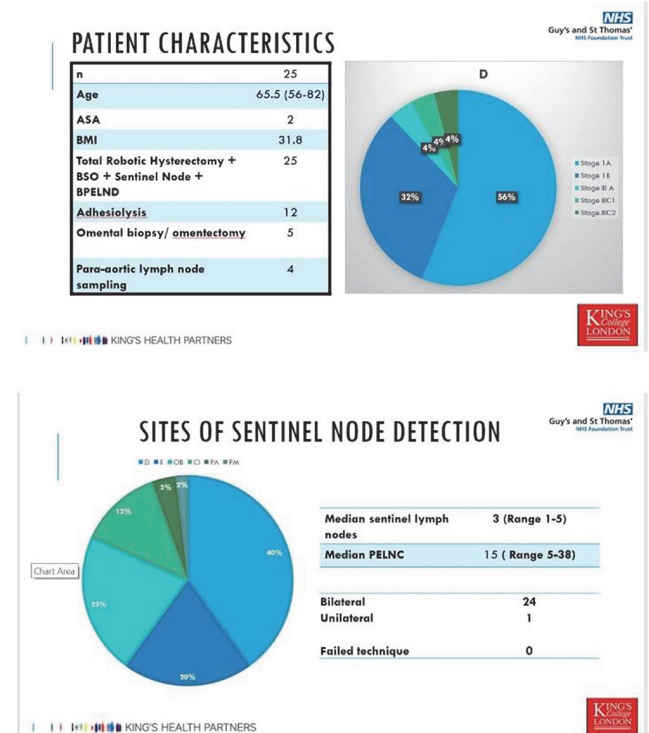 NHS
Guy's and St Thomas'
NHS Foundation Trust
PATIENT CHARACTERISTICS
n 25
Age 65.5 (56-82)
ASA 2
BMI 31.8
Total Robotic Hysterectomy + 25
BSO + Sentinel Node +
BPELND
Adhesiolysis 12
Omental biopsy/ omentectomy 5
Para-aortic lymph node 4
sampling
D
4% 4% 4%
32% 56%
Stage 1A
Stage 1B
Stage III A
Stage IIIC1
Stage IIIC2
KING'S HEALTH PARTNERS
KING'S
College
LONDON
NHS
Guy's and St Thomas'
NHS Foundation Trust
SITES OF SENTINEL NODE DETECTION
OB CI PA PM
3% 2%
13%
40%
22%
20%
Chart Area
Median sentinel lymph 3 (Range 1-5)
nodes
Median PELNC 15 ( Range 5-38)
Bilateral 24
Unilateral 1
Failed technique 0
KING'S HEALTH PARTNERS
KING'S
College
LONDON